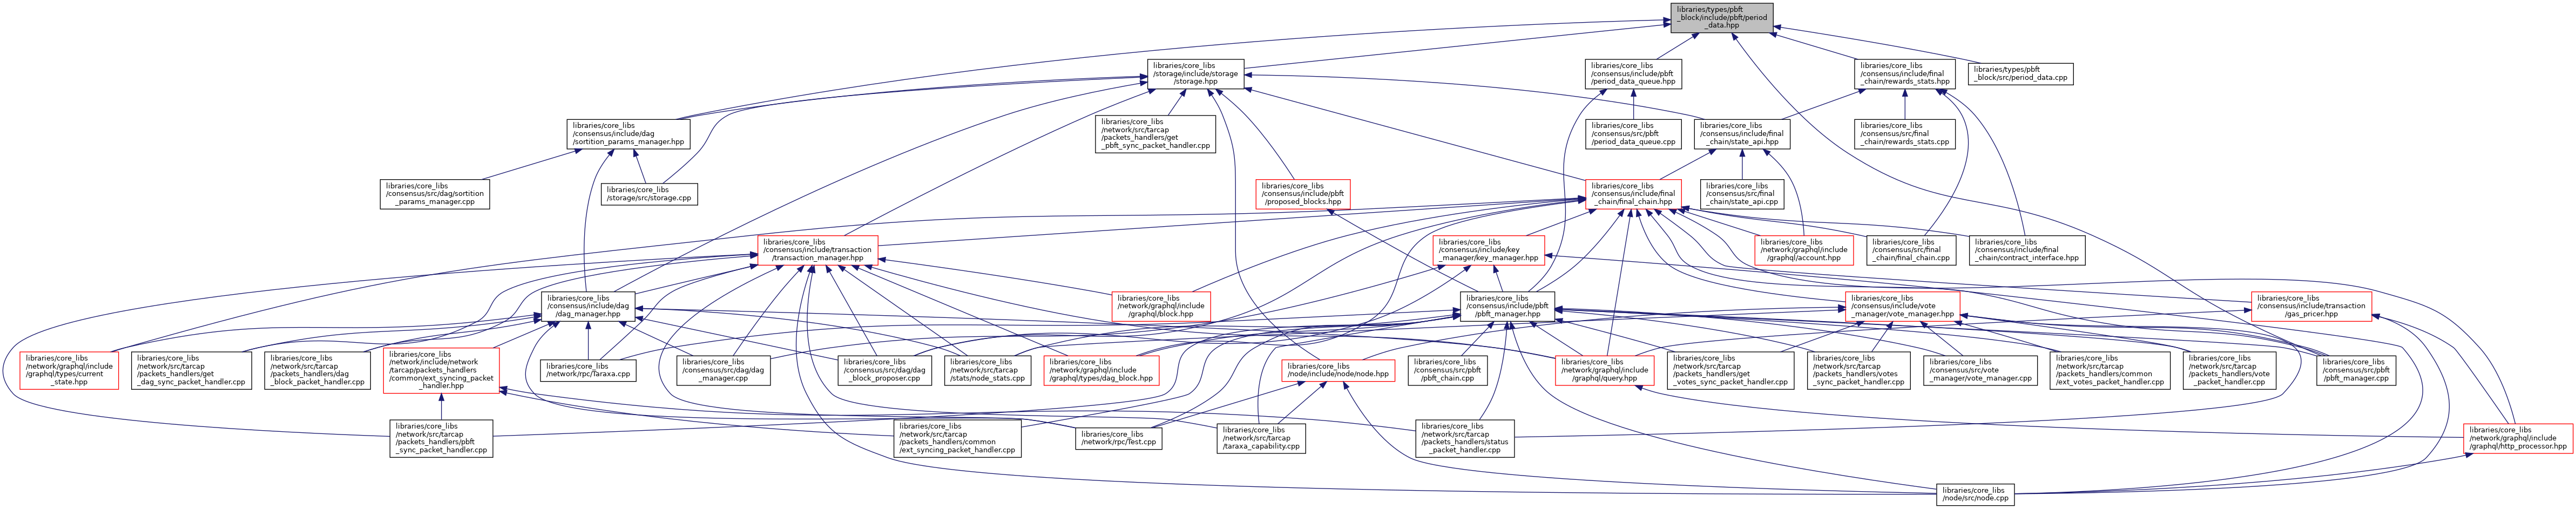 libraries/types/pbft
_block/include/pbft/period
_data.hpp
libraries/core_libs
/storage/include/storage
/storage.hpp
libraries/core_libs
/consensus/include/pbft
/period_data_queue.hpp
libraries/core_libs
/consensus/include/final
_chain/rewards_stats.hpp
libraries/types/pbft
_block/src/period_data.cpp
libraries/core_libs
/consensus/include/dag
/sortition_params_manager.hpp
libraries/core_libs
/network/src/tarcap
/packets_handlers/get
_pbft_sync_packet_handler.cpp
libraries/core_libs
/consensus/src/pbft
/period_data_queue.cpp
libraries/core_libs
/consensus/include/final
_chain/state_api.hpp
libraries/core_libs
/consensus/src/final
_chain/rewards_stats.cpp
libraries/core_libs
/consensus/src/dag/sortition
_params_manager.cpp
libraries/core_libs
/storage/src/storage.cpp
libraries/core_libs
/consensus/include/pbft
/proposed_blocks.hpp
libraries/core_libs
/consensus/include/final
_chain/final_chain.hpp
libraries/core_libs
/consensus/src/final
_chain/state_api.cpp
libraries/core_libs
/consensus/include/transaction
/transaction_manager.hpp
libraries/core_libs
/consensus/include/key
_manager/key_manager.hpp
libraries/core_libs
/network/graphql/include
/graphql/account.hpp
libraries/core_libs
/consensus/src/final
_chain/final_chain.cpp
libraries/core_libs
/consensus/include/final
_chain/contract_interface.hpp
libraries/core_libs
/consensus/include/dag
/dag_manager.hpp
libraries/core_libs
/network/graphql/include
/graphql/block.hpp
libraries/core_libs
/consensus/include/pbft
/pbft_manager.hpp
libraries/core_libs
/consensus/include/vote
_manager/vote_manager.hpp
libraries/core_libs
/consensus/include/transaction
/gas_pricer.hpp
libraries/core_libs
/network/graphql/include
/graphql/types/current
_state.hpp
libraries/core_libs
/network/src/tarcap
/packets_handlers/get
_dag_sync_packet_handler.cpp
libraries/core_libs
/network/src/tarcap
/packets_handlers/dag
_block_packet_handler.cpp
libraries/core_libs
/network/include/network
/tarcap/packets_handlers
/common/ext_syncing_packet
_handler.hpp
libraries/core_libs
/network/rpc/Taraxa.cpp
libraries/core_libs
/consensus/src/dag/dag
_manager.cpp
libraries/core_libs
/consensus/src/dag/dag
_block_proposer.cpp
libraries/core_libs
/network/src/tarcap
/stats/node_stats.cpp
libraries/core_libs
/network/graphql/include
/graphql/types/dag_block.hpp
libraries/core_libs
/node/include/node/node.hpp
libraries/core_libs
/consensus/src/pbft
/pbft_chain.cpp
libraries/core_libs
/network/graphql/include
/graphql/query.hpp
libraries/core_libs
/network/src/tarcap
/packets_handlers/get
_votes_sync_packet_handler.cpp
libraries/core_libs
/network/src/tarcap
/packets_handlers/votes
_sync_packet_handler.cpp
libraries/core_libs
/consensus/src/vote
_manager/vote_manager.cpp
libraries/core_libs
/network/src/tarcap
/packets_handlers/common
/ext_votes_packet_handler.cpp
libraries/core_libs
/network/src/tarcap
/packets_handlers/vote
_packet_handler.cpp
libraries/core_libs
/consensus/src/pbft
/pbft_manager.cpp
libraries/core_libs
/network/src/tarcap
/packets_handlers/pbft
_sync_packet_handler.cpp
libraries/core_libs
/network/src/tarcap
/packets_handlers/common
/ext_syncing_packet_handler.cpp
libraries/core_libs
/network/rpc/Test.cpp
libraries/core_libs
/network/src/tarcap
/taraxa_capability.cpp
libraries/core_libs
/network/src/tarcap
/packets_handlers/status
_packet_handler.cpp
libraries/core_libs
/network/graphql/include
/graphql/http_processor.hpp
libraries/core_libs
/node/src/node.cpp